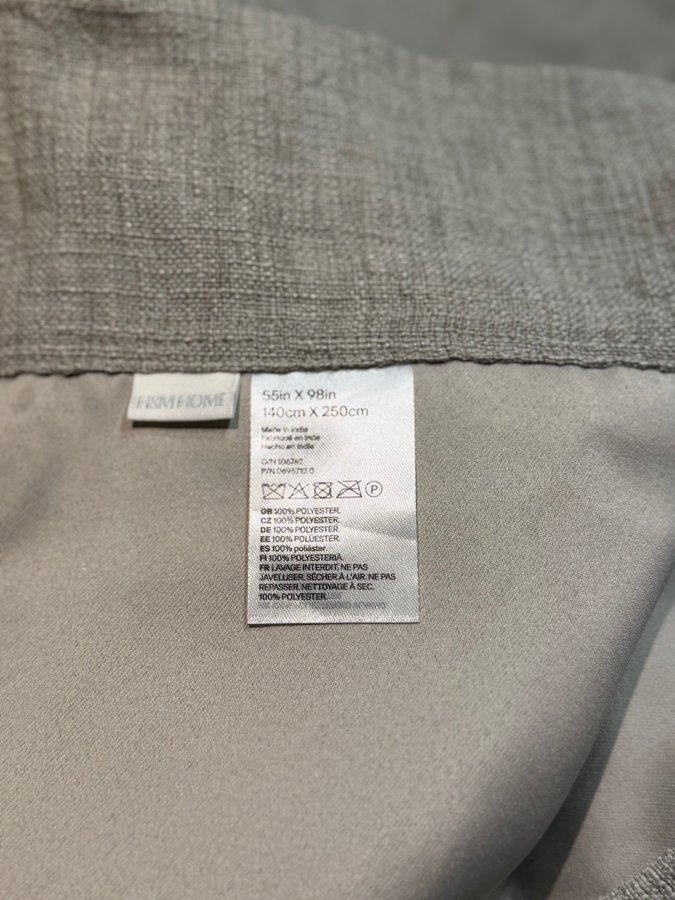 H&M HOME
55in X 98in
140cm X 250cm
Made in India
Fabriqué en Inde
Hecho en India
O/N 106762
P/N 0695713 0
P
GB 100% POLYESTER.
CZ 100% POLYESTER.
DE 100% POLYESTER.
EE 100% POLÜESTER.
ES 100% poliéster.
FI 100% POLYESTERIÄ.
FR LAVAGE INTERDIT. NE PAS
JAVELLISER. SÉCHER À L'AIR. NE PAS
REPASSER. NETTOYAGE À SEC.
100% POLYESTER.